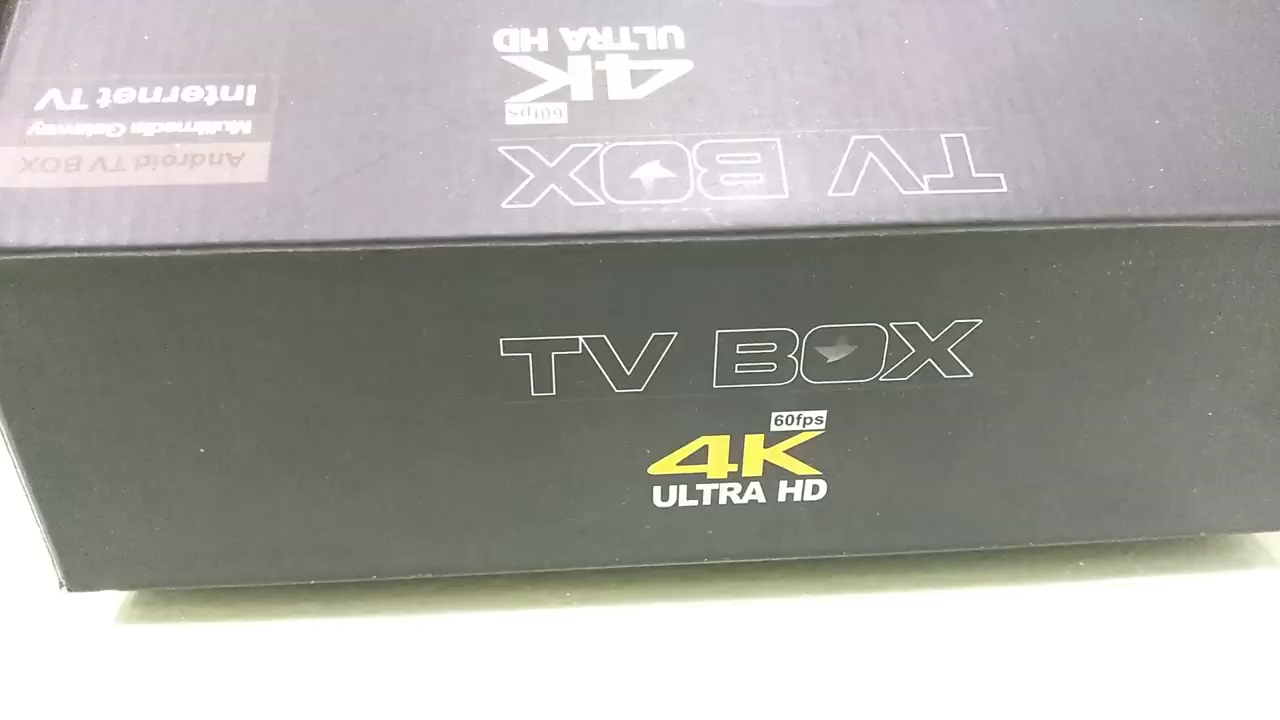 ULTRA HD
4K
60fps
TV BOX
Internet TV
Multimedia Gateway
Android TV BOX
TV BOX
60fps
4K
ULTRA HD